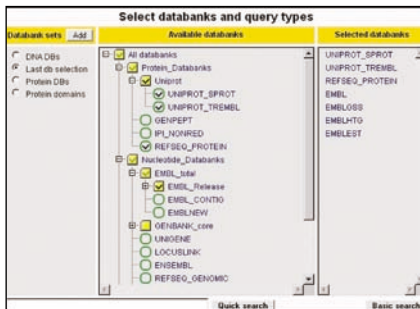 Select databanks and query types
Databank sets Add
Available databanks
Selected databanks
DNA DBs
Last db selection
Protein DBs
Protein domains
All databanks
Protein_Databanks
Uniprot
UNIPROT_SPROT
UNIPROT_TREMBL
GENPEPT
IPI_NONRED
REFSEQ_PROTEIN
Nucleotide_Databanks
EMBL_total
EMBL_Release
EMBL_CONTIG
EMBLNEW
GENBANK_core
UNIGENE
LOCUSLINK
ENSEMBL
REFSEQ_GENOMIC
UNIPROT_SPROT
UNIPROT_TREMBL
REFSEQ_PROTEIN
EMBL
EMBLGSS
EMBLHTG
EMBLEST
Quick search
Basic search